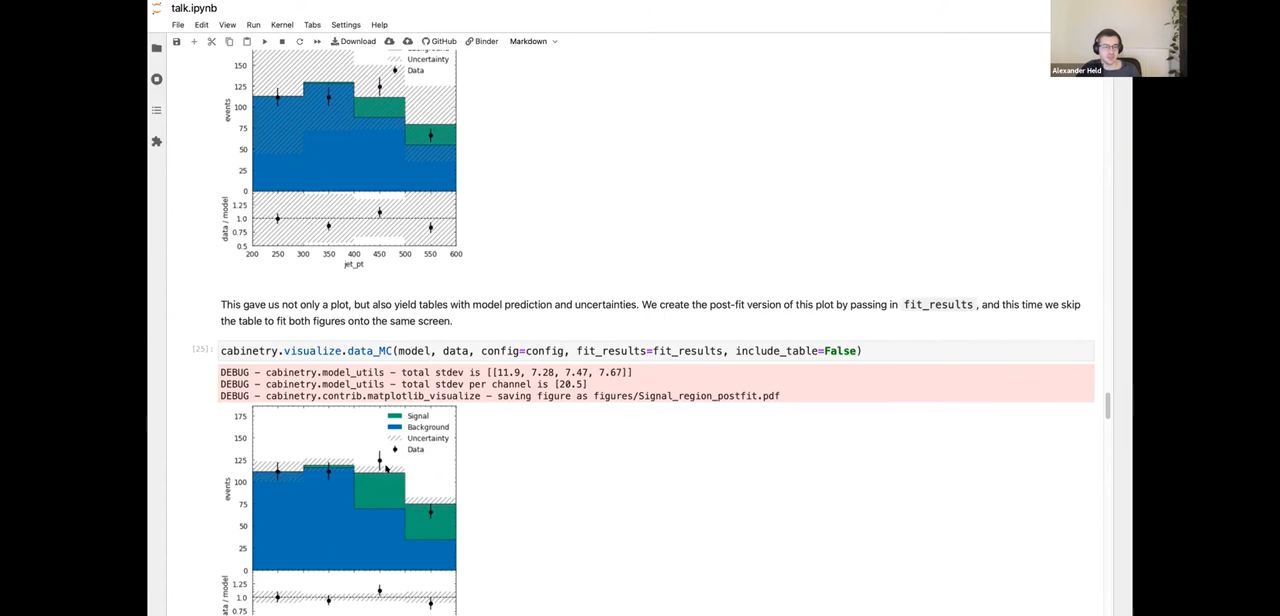 talk.ipynb
File Edit View Run Kernel Tabs Settings Help
Download GitHub Binder Markdown
Alexander Held
Uncertainty
Data
150
125
100
75
50
25
0
events
1.25
1.0
0.75
0.5
data / model
200 250 300 350 400 450 500 550 600
jet_pt
This gave us not only a plot, but also yield tables with model prediction and uncertainties. We create the post-fit version of this plot by passing in fit_results, and this time we skip
the table to fit both figures onto the same screen.
[25]: cabinetry.visualize.data_MC(model, data, config=config, fit_results=fit_results, include_table=False)
DEBUG - cabinetry.model_utils - total stdev is [[11.9, 7.28, 7.47, 7.67]]
DEBUG - cabinetry.model_utils - total stdev per channel is [20.5]
DEBUG - cabinetry.contrib.matplotlib_visualize - saving figure as figures/Signal_region_postfit.pdf
Signal
Background
Uncertainty
Data
175
150
125
100
75
50
25
0
events
1.25
1.00
0.75